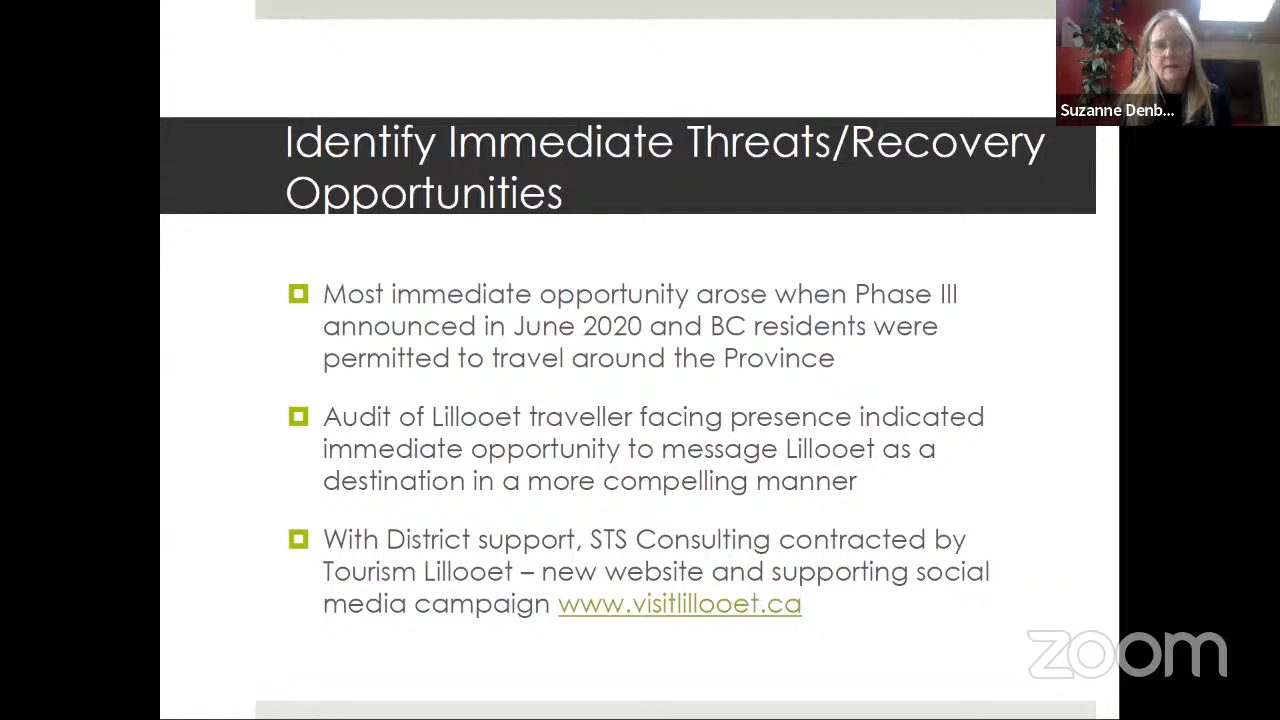 Suzanne Denb...
Identify Immediate Threats/Recovery
Opportunities
Most immediate opportunity arose when Phase III
announced in June 2020 and BC residents were
permitted to travel around the Province
Audit of Lillooet traveller facing presence indicated
immediate opportunity to message Lillooet as a
destination in a more compelling manner
With District support, STS Consulting contracted by
Tourism Lillooet – new website and supporting social
media campaign www.visitlillooet.ca
zoom